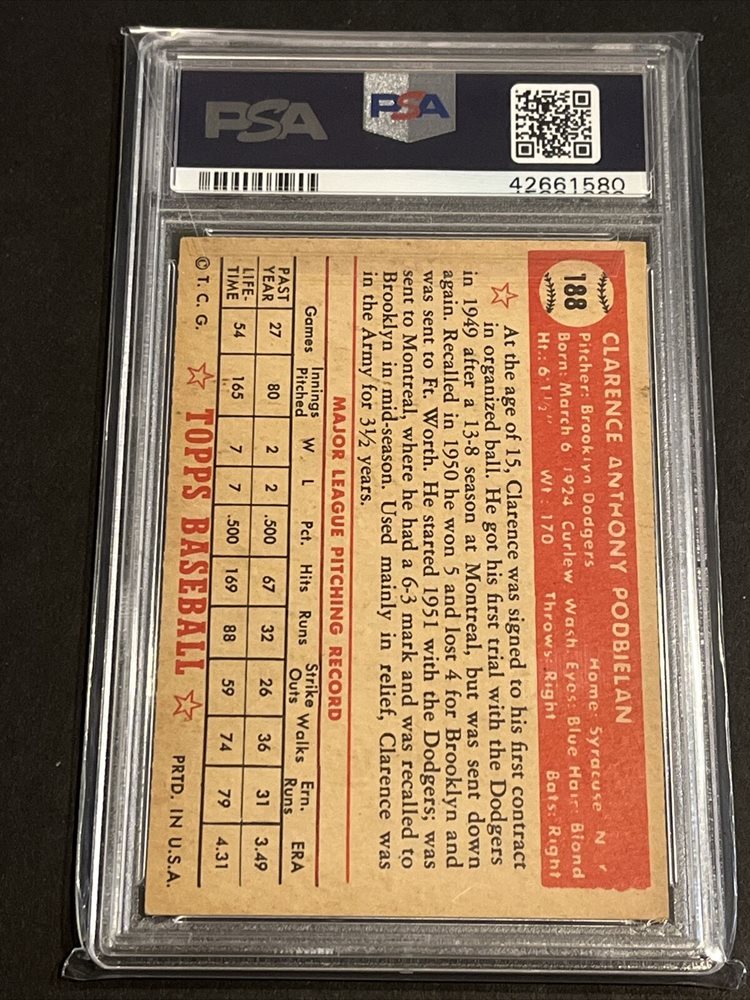 PSA
PSA
42661580
188
CLARENCE ANTHONY PODBIELAN
Pitcher: Brooklyn Dodgers Home Syracuse N
Born: March 6 1924 Curlew Wash. Eyes: Blue Hair Blond
Ht.: 6'1½" Wt. 170 Throws: Right Bats: Right
At the age of 15, Clarence was signed to his first contract
in organized ball. He got his first trial with the Dodgers
in 1949 after a 13-8 season at Montreal, but was sent down
again. Recalled in 1950 he won 5 and lost 4 for Brooklyn and
was sent to Ft. Worth. He started 1951 with the Dodgers; was
sent to Montreal, where he had a 6-3 mark and was recalled to
Brooklyn in mid-season. Used mainly in relief, Clarence was
in the Army for 3½ years.
MAJOR LEAGUE PITCHING RECORD
Games Innings Pitched W L Pct. Hits Runs Strike Outs Walks Ern. Runs ERA
PAST YEAR 27 80 2 2 .500 67 32 26 36 31 3.49
LIFE-TIME 54 165 7 7 .500 169 88 59 74 79 4.31
© T. C. G. TOPPS BASEBALL PRTD. IN U.S.A.